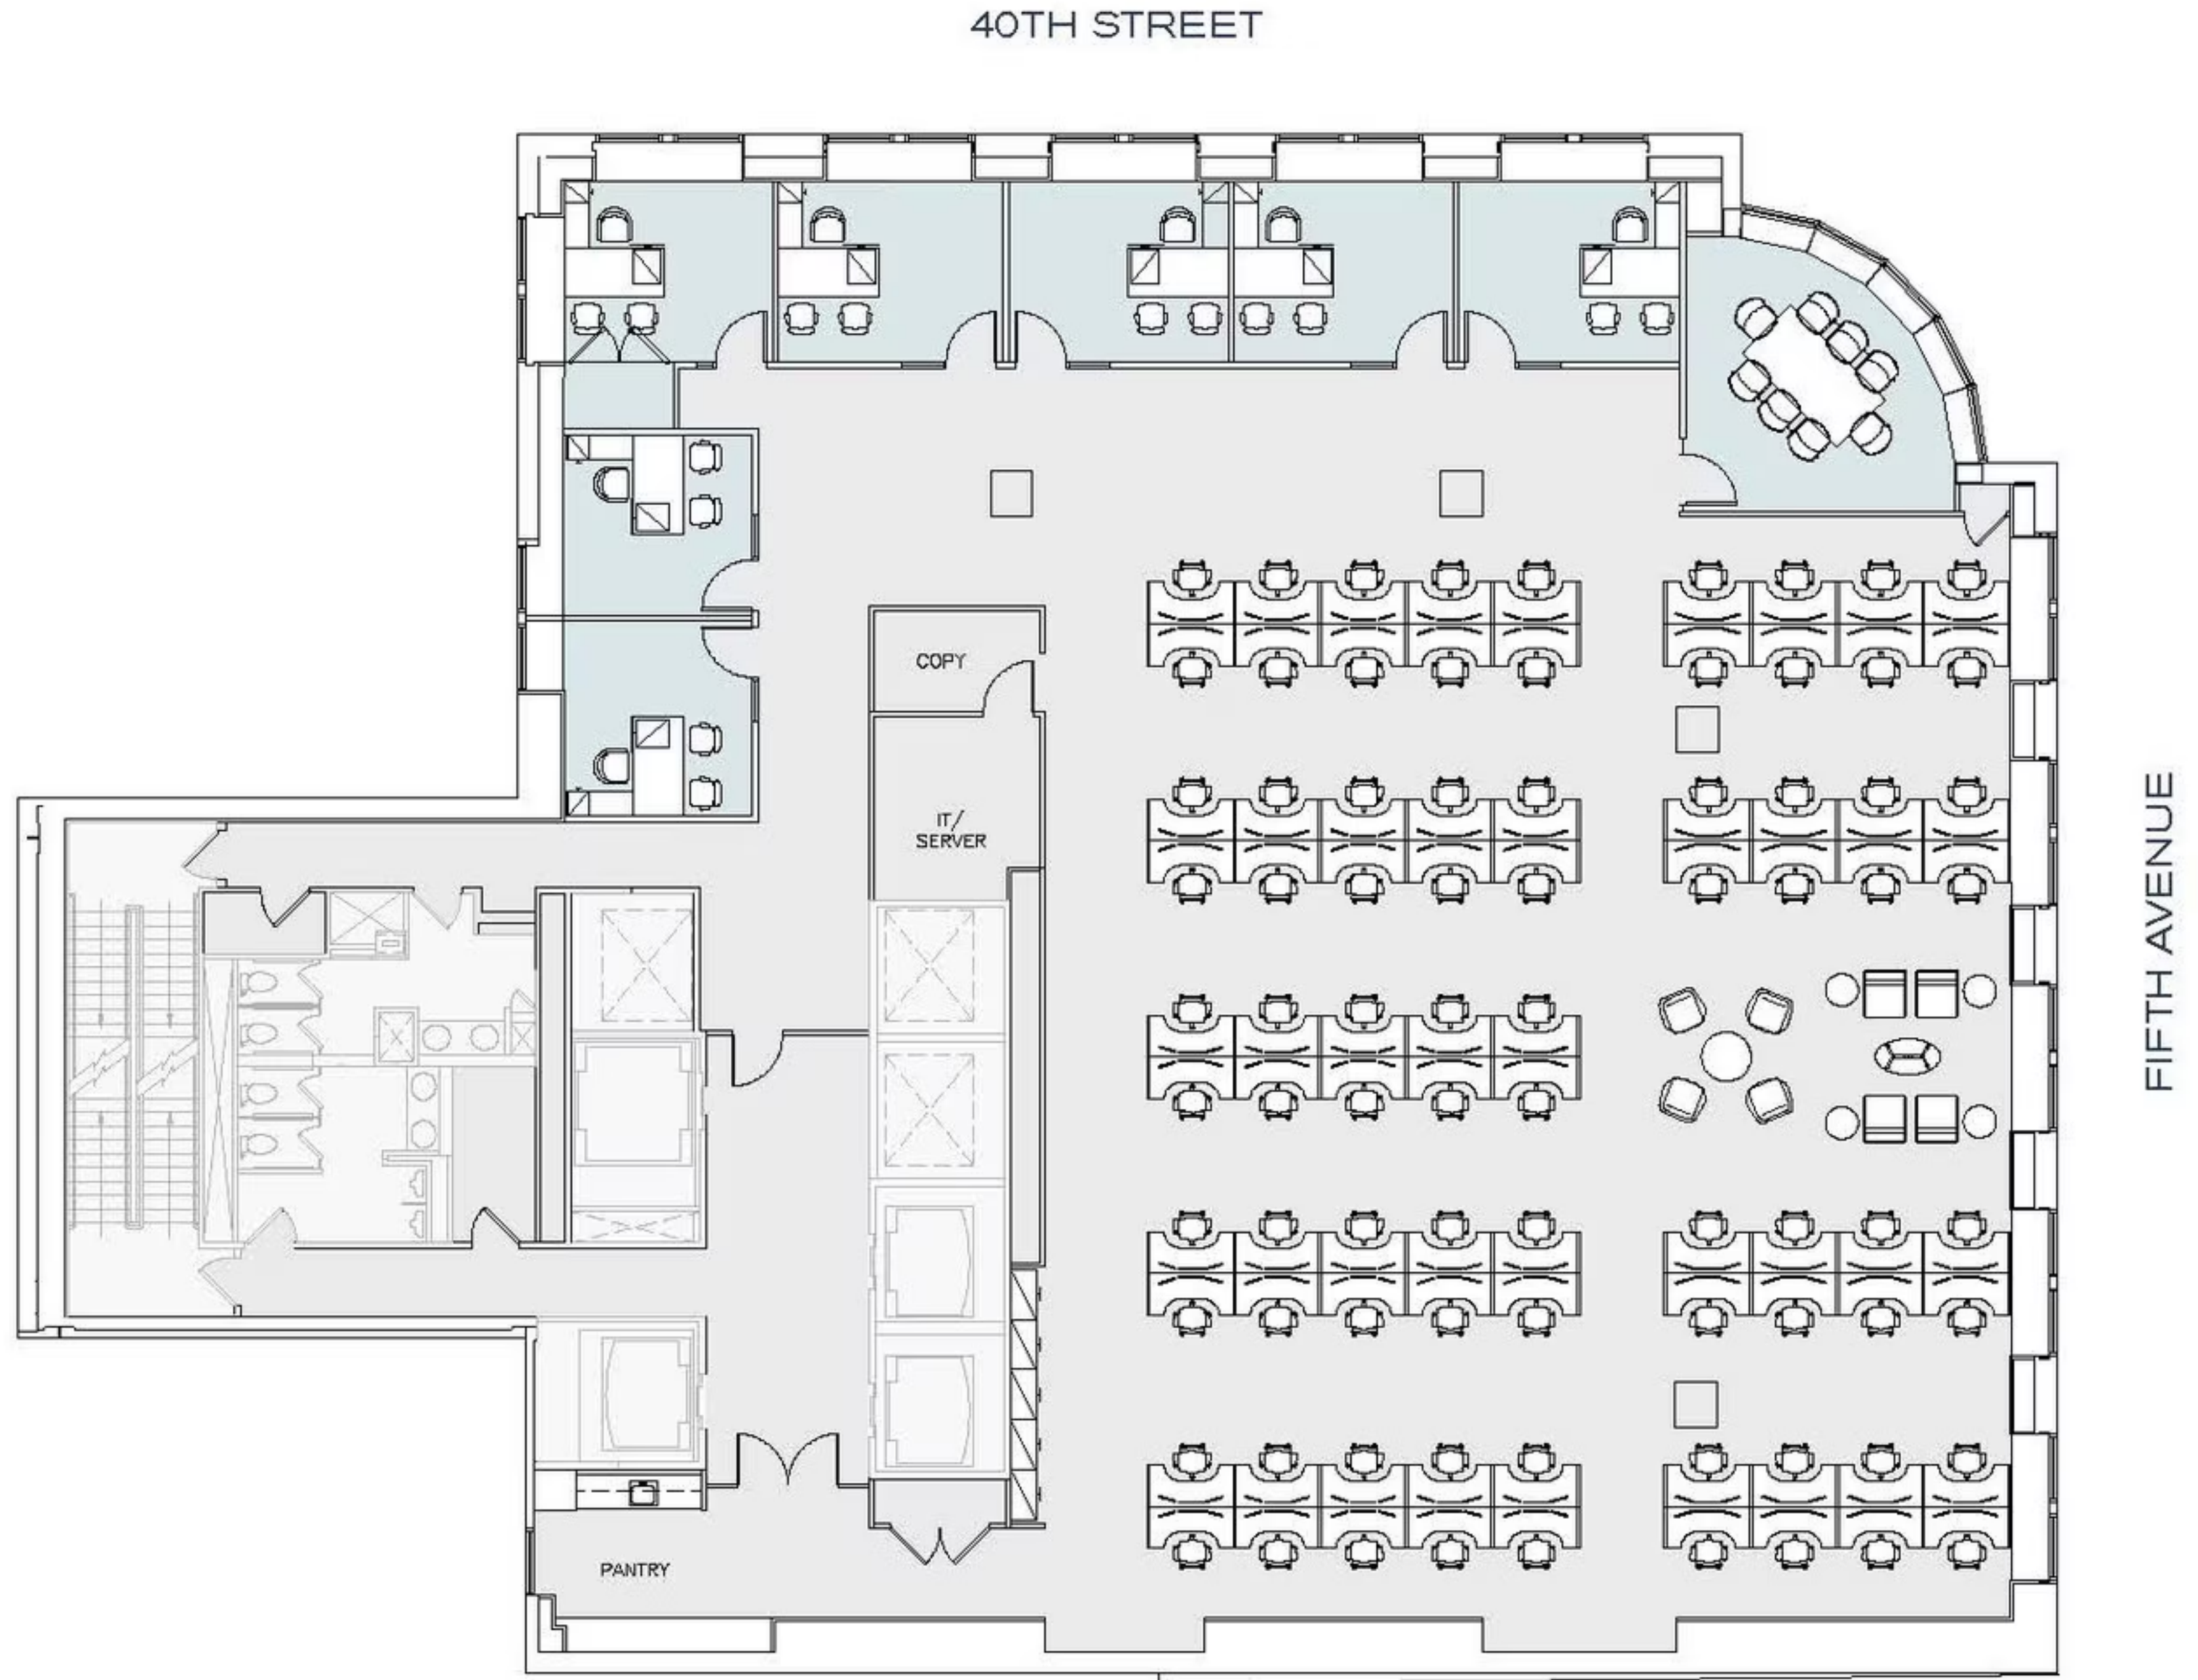 40TH STREET
COPY
IT/
SERVER
FIFTH AVENUE
PANTRY